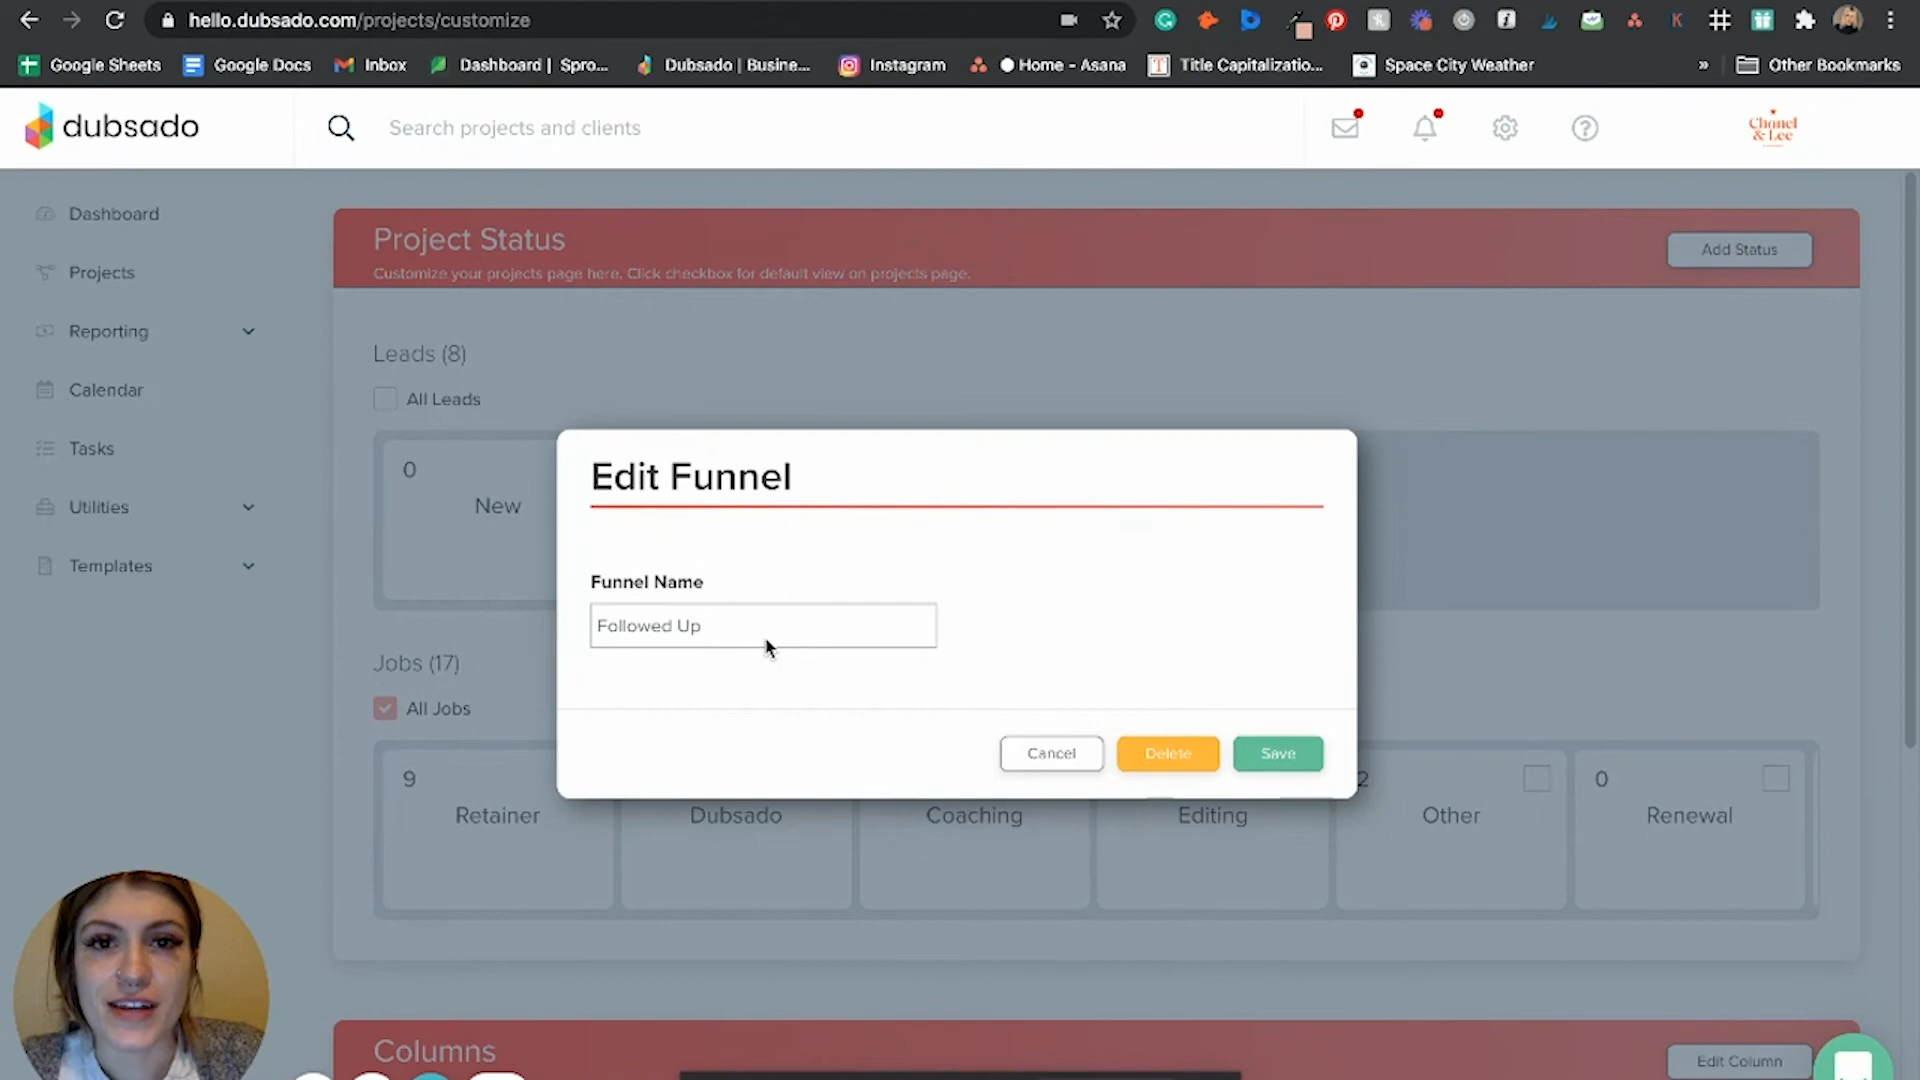 hello.dubsado.com/projects/customize
Google Sheets
Google Docs
Inbox
Dashboard | Spro...
Dubsado | Busine...
Instagram
Home - Asana
Title Capitalizatio...
Space City Weather
»
Other Bookmarks
dubsado
Search projects and clients
Chanel
& Lee
Dashboard
Projects
Reporting
Calendar
Tasks
Utilities
Templates
Project Status
Customize your projects page here. Click checkbox for default view on projects page.
Add Status
Leads (8)
All Leads
0
New
Edit Funnel
Funnel Name
Followed Up
Cancel
Delete
Save
Jobs (17)
All Jobs
9
Retainer
Dubsado
Coaching
Editing
2
Other
0
Renewal
Columns
Edit Column